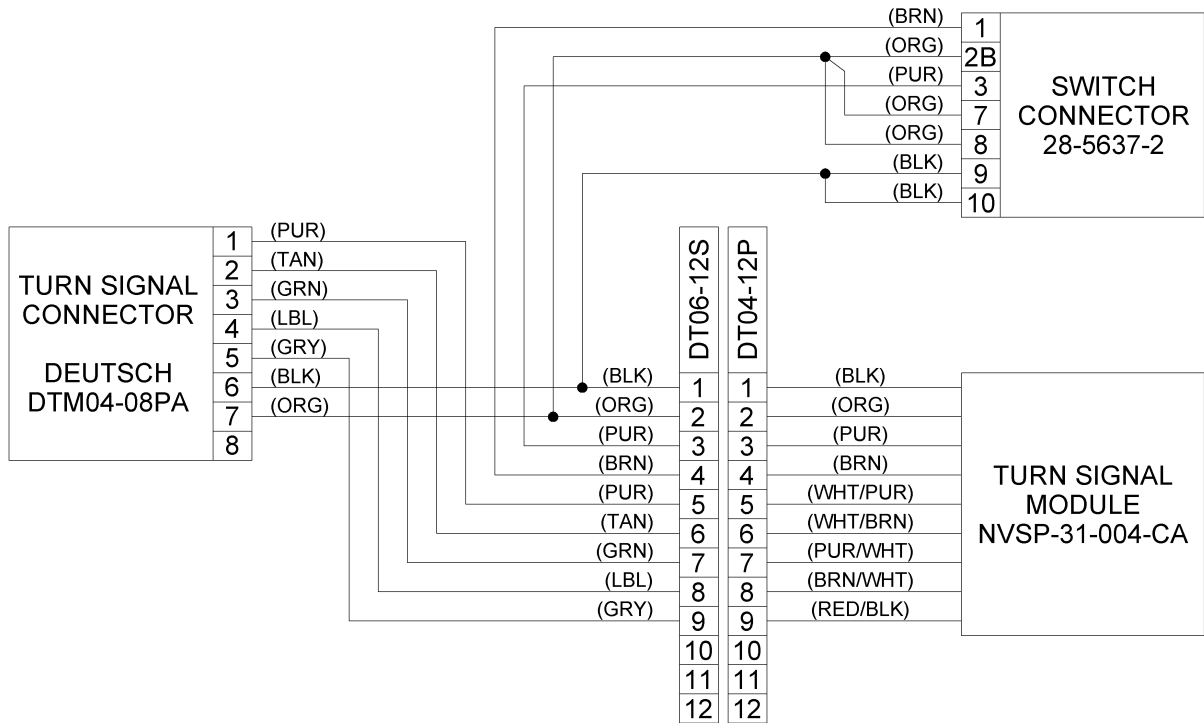 (BRN) 1
(ORG) 2B
(PUR) 3
(ORG) 7
(ORG) 8
(BLK) 9
(BLK) 10
SWITCH
CONNECTOR
28-5637-2
TURN SIGNAL
CONNECTOR
DEUTSCH
DTM04-08PA
1 (PUR)
2 (TAN)
3 (GRN)
4 (LBL)
5 (GRY)
6 (BLK)
7 (ORG)
8
DT06-12S
DT04-12P
(BLK) 1 1 (BLK)
(ORG) 2 2 (ORG)
(PUR) 3 3 (PUR)
(BRN) 4 4 (BRN)
(PUR) 5 5 (WHT/PUR)
(TAN) 6 6 (WHT/BRN)
(GRN) 7 7 (PUR/WHT)
(LBL) 8 8 (BRN/WHT)
(GRY) 9 9 (RED/BLK)
10 10
11 11
12 12
TURN SIGNAL
MODULE
NVSP-31-004-CA